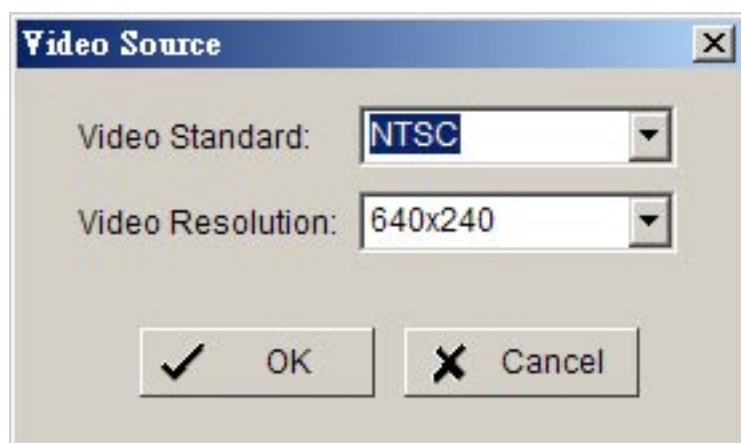 Video Source
Video Standard: NTSC
Video Resolution: 640x240
OK Cancel